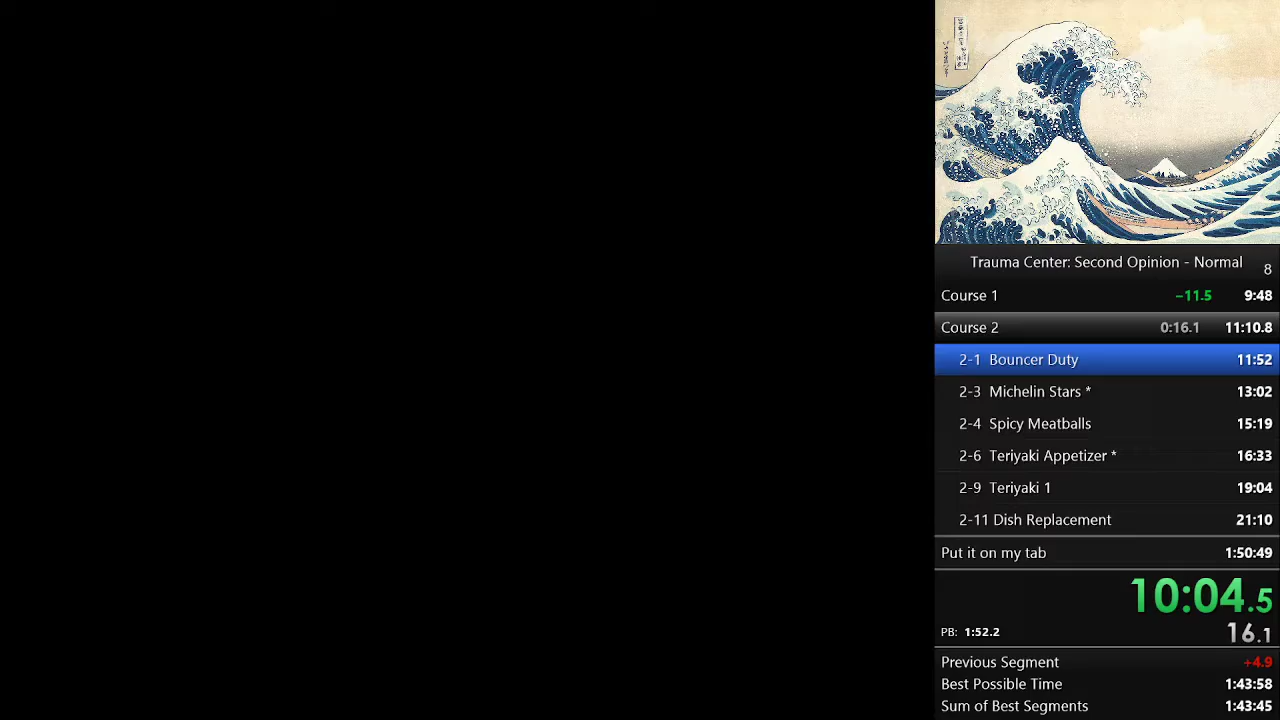 Trauma Center: Second Opinion - Normal
8
Course 1 −11.5 9:48
Course 2 0:16.1 11:10.8
2-1 Bouncer Duty 11:52
2-3 Michelin Stars * 13:02
2-4 Spicy Meatballs 15:19
2-6 Teriyaki Appetizer * 16:33
2-9 Teriyaki 1 19:04
2-11 Dish Replacement 21:10
Put it on my tab 1:50:49
10:04.5
PB: 1:52.2 16.1
Previous Segment +4.9
Best Possible Time 1:43:58
Sum of Best Segments 1:43:45